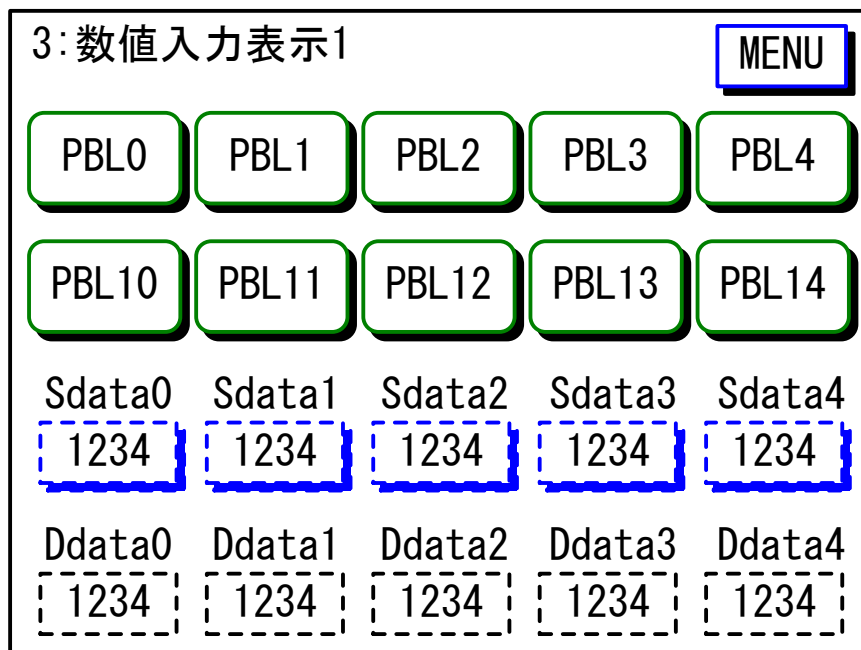 3:数値入力表示1 MENU
PBL0 PBL1 PBL2 PBL3 PBL4
PBL10 PBL11 PBL12 PBL13 PBL14
Sdata0 Sdata1 Sdata2 Sdata3 Sdata4
1234 1234 1234 1234 1234
Ddata0 Ddata1 Ddata2 Ddata3 Ddata4
1234 1234 1234 1234 1234